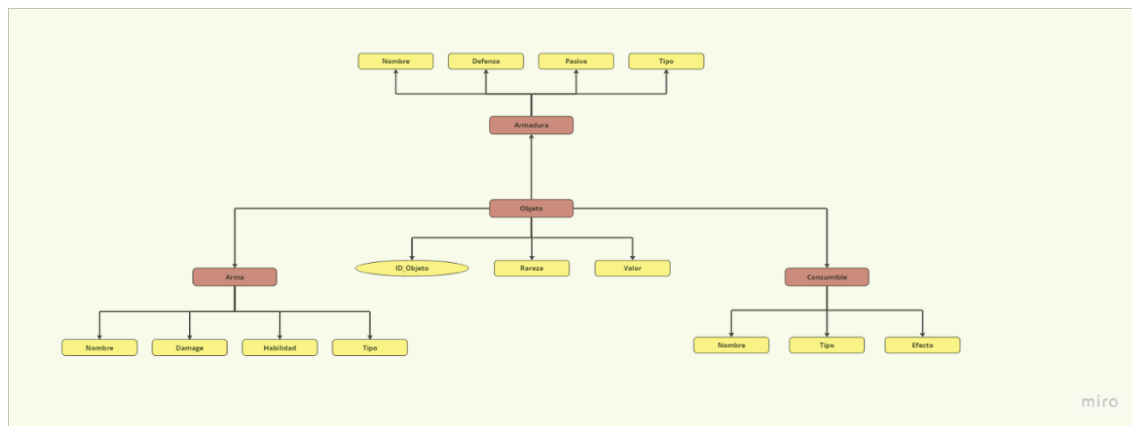 Nombre Defensa Pasiva Tipo
Armadura
Objeto
ID_Objeto Rareza Valor
Arma Consumible
Nombre Damage Habilidad Tipo
Nombre Tipo Efecto
miro